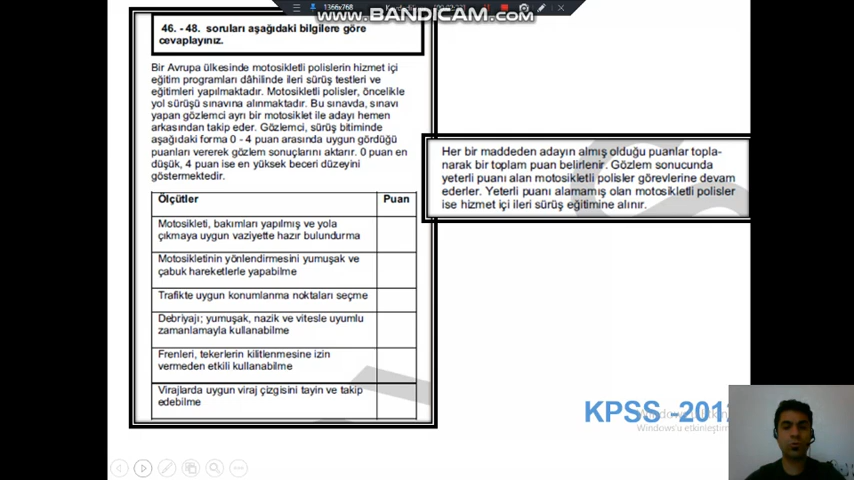 1366x768
www.BANDICAM.com
46. - 48. soruları aşağıdaki bilgilere göre
cevaplayınız.
Bir Avrupa ülkesinde motosikletli polislerin hizmet içi
eğitim programları dâhilinde ileri sürüş testleri ve
eğitimleri yapılmaktadır. Motosikletli polisler, öncelikle
yol sürüşü sınavına alınmaktadır. Bu sınavda, sınavı
yapan gözlemci ayrı bir motosiklet ile adayı hemen
arkasından takip eder. Gözlemci, sürüş bitiminde
aşağıdaki forma 0 - 4 puan arasında uygun gördüğü
puanları vererek gözlem sonuçlarını aktarır. 0 puan en
düşük, 4 puan ise en yüksek beceri düzeyini
göstermektedir.
Ölçütler Puan
Motosikleti, bakımları yapılmış ve yola
çıkmaya uygun vaziyette hazır bulundurma
Motosikletinin yönlendirmesini yumuşak ve
çabuk hareketlerle yapabilme
Trafikte uygun konumlanma noktaları seçme
Debriyajı; yumuşak, nazik ve vitesle uyumlu
zamanlamayla kullanabilme
Frenleri, tekerlerin kilitlenmesine izin
vermeden etkili kullanabilme
Virajlarda uygun viraj çizgisini tayin ve takip
edebilme
Her bir maddeden adayın almış olduğu puanlar topla-
narak bir toplam puan belirlenir. Gözlem sonucunda
yeterli puanı alan motosikletli polisler görevlerine devam
ederler. Yeterli puanı alamamış olan motosikletli polisler
ise hizmet içi ileri sürüş eğitimine alınır.
KPSS -201
Windows'u etkinleştirm